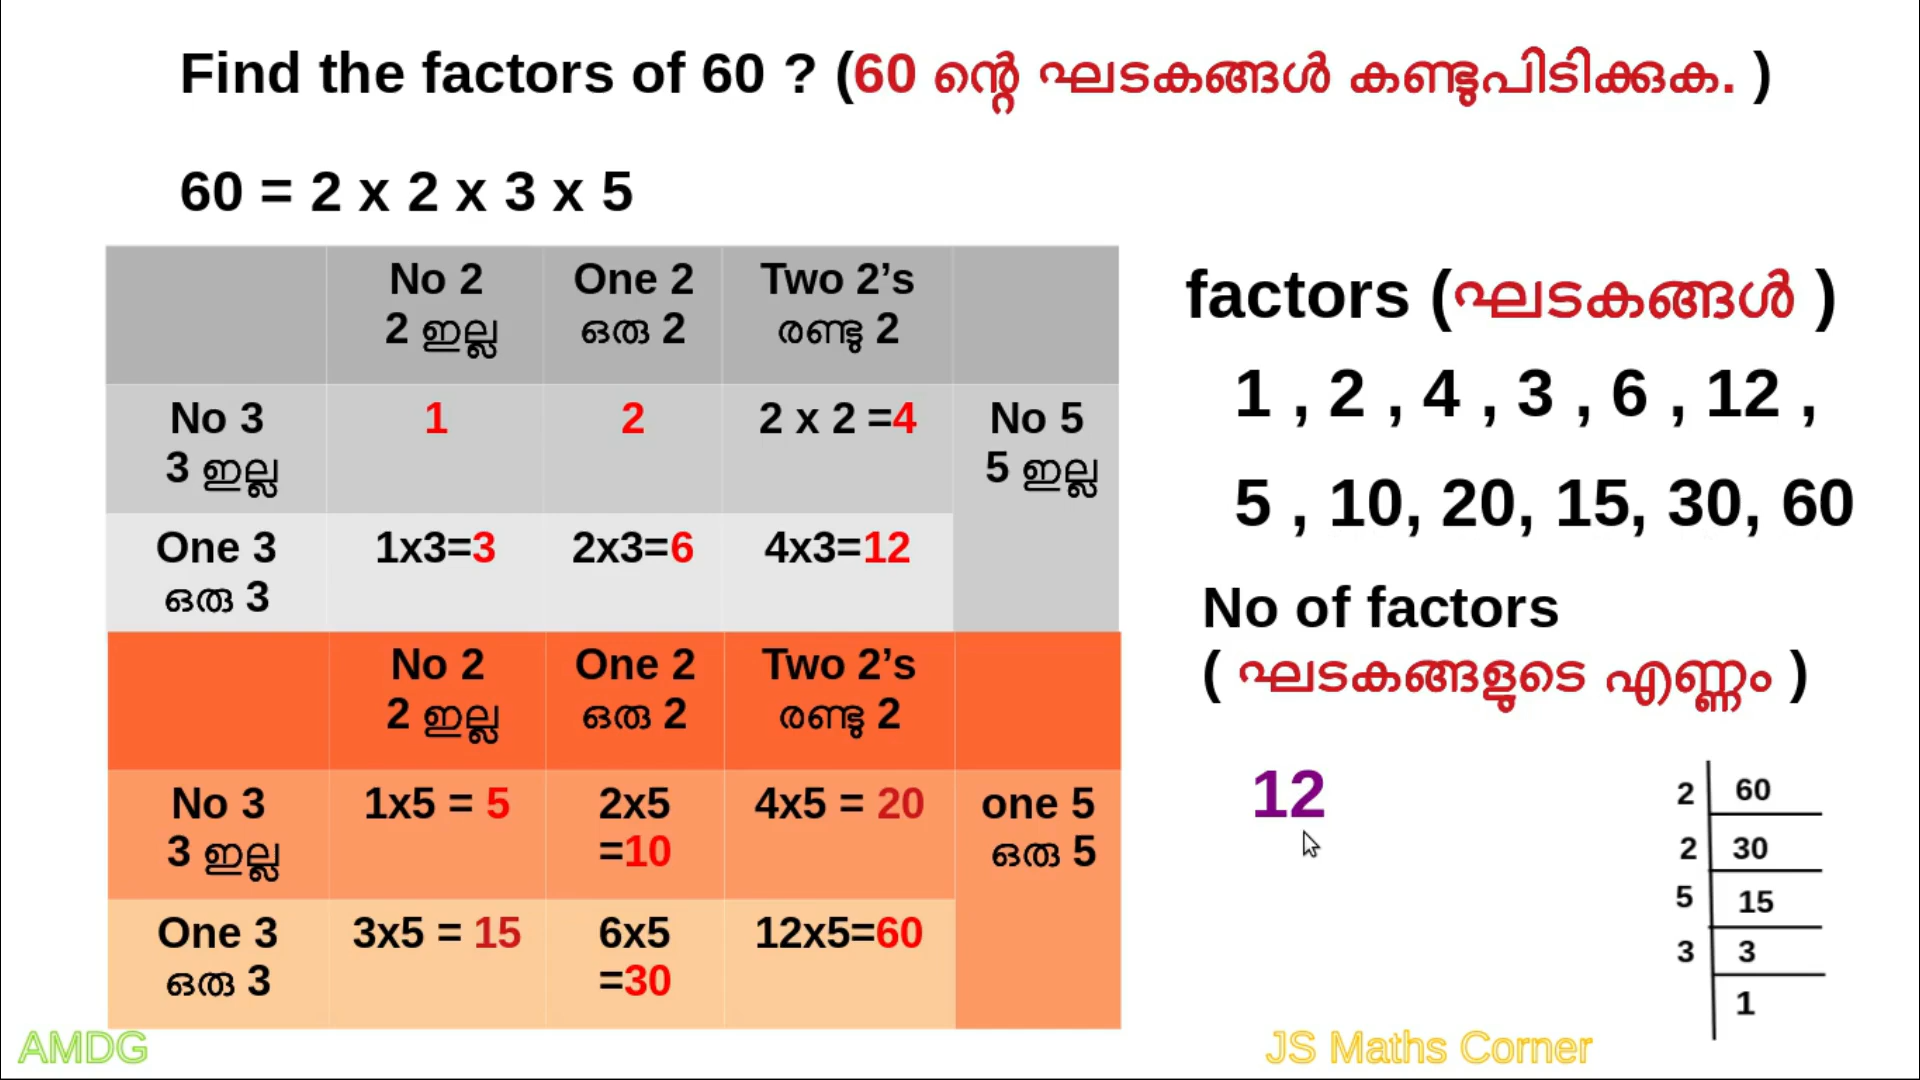 Find the factors of 60 ? (60 ന്റെ ഘടകങ്ങൾ കണ്ടുപിടിക്കുക. )
60 = 2 x 2 x 3 x 5
No 2 One 2 Two 2’s
2 ഇല്ല ഒരു 2 രണ്ടു 2
No 3 1 2 2 x 2 =4 No 5
3 ഇല്ല 5 ഇല്ല
One 3 1x3=3 2x3=6 4x3=12
ഒരു 3
No 2 One 2 Two 2’s
2 ഇല്ല ഒരു 2 രണ്ടു 2
No 3 1x5 = 5 2x5 4x5 = 20 one 5
3 ഇല്ല =10 ഒരു 5
One 3 3x5 = 15 6x5 12x5=60
ഒരു 3 =30
factors (ഘടകങ്ങൾ )
1 , 2 , 4 , 3 , 6 , 12 ,
5 , 10, 20, 15, 30, 60
No of factors
( ഘടകങ്ങളുടെ എണ്ണം )
12
2 60
2 30
5 15
3 3
1
AMDG
JS Maths Corner